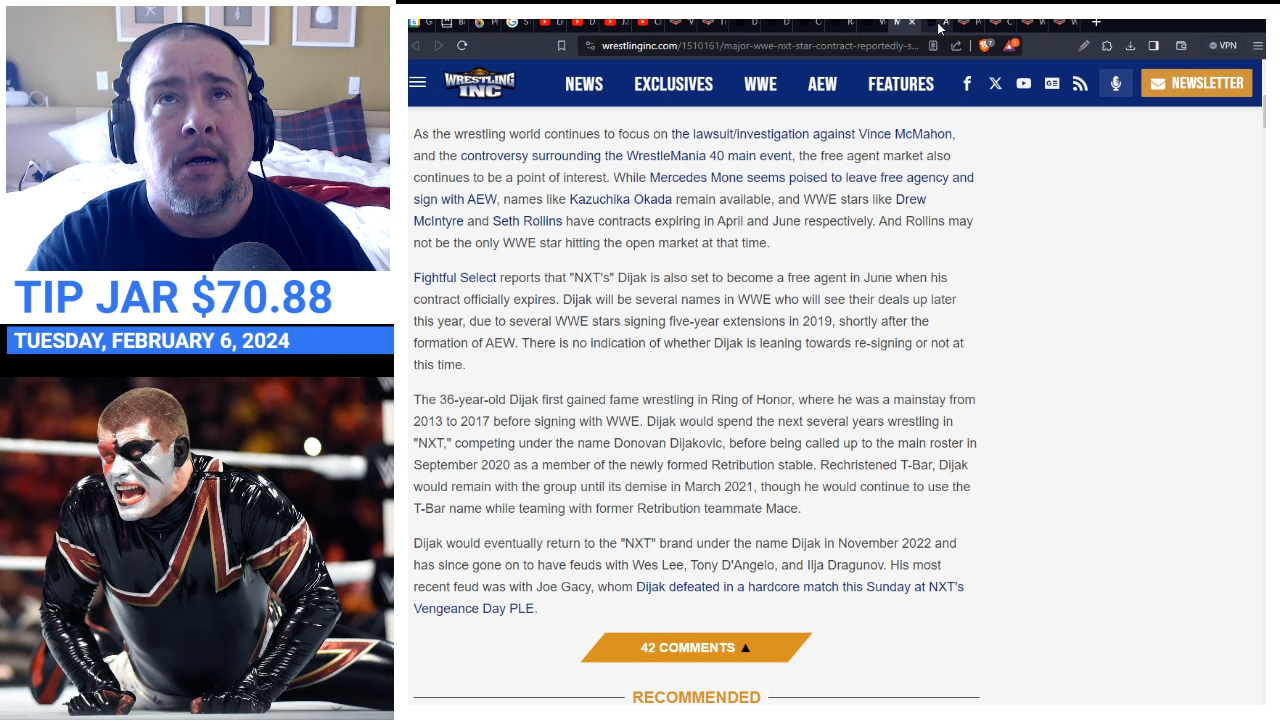 TIP JAR $70.88
TUESDAY, FEBRUARY 6, 2024
wrestlinginc.com/1510161/major-wwe-nxt-star-contract-reportedly-s...
VPN
WRESTLING
INC
NEWS
EXCLUSIVES
WWE
AEW
FEATURES
NEWSLETTER
As the wrestling world continues to focus on the lawsuit/investigation against Vince McMahon,
and the controversy surrounding the WrestleMania 40 main event, the free agent market also
continues to be a point of interest. While Mercedes Mone seems poised to leave free agency and
sign with AEW, names like Kazuchika Okada remain available, and WWE stars like Drew
McIntyre and Seth Rollins have contracts expiring in April and June respectively. And Rollins may
not be the only WWE star hitting the open market at that time.
Fightful Select reports that "NXT's" Dijak is also set to become a free agent in June when his
contract officially expires. Dijak will be several names in WWE who will see their deals up later
this year, due to several WWE stars signing five-year extensions in 2019, shortly after the
formation of AEW. There is no indication of whether Dijak is leaning towards re-signing or not at
this time.
The 36-year-old Dijak first gained fame wrestling in Ring of Honor, where he was a mainstay from
2013 to 2017 before signing with WWE. Dijak would spend the next several years wrestling in
"NXT," competing under the name Donovan Dijakovic, before being called up to the main roster in
September 2020 as a member of the newly formed Retribution stable. Rechristened T-Bar, Dijak
would remain with the group until its demise in March 2021, though he would continue to use the
T-Bar name while teaming with former Retribution teammate Mace.
Dijak would eventually return to the "NXT" brand under the name Dijak in November 2022 and
has since gone on to have feuds with Wes Lee, Tony D'Angelo, and Ilja Dragunov. His most
recent feud was with Joe Gacy, whom Dijak defeated in a hardcore match this Sunday at NXT's
Vengeance Day PLE.
42 COMMENTS
RECOMMENDED